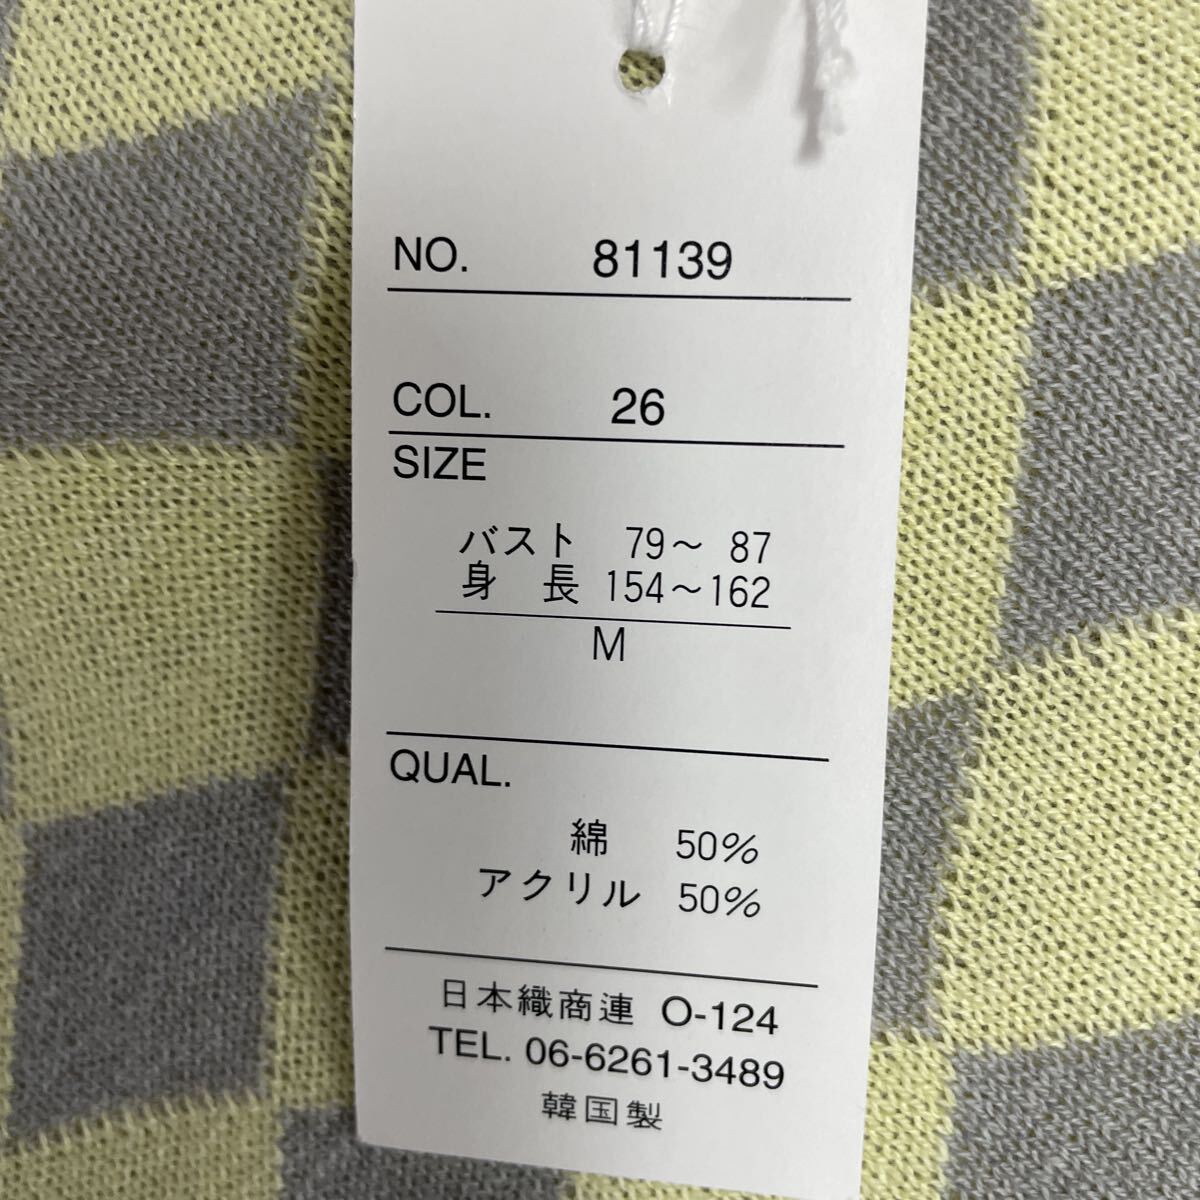 NO. 81139
COL. 26
SIZE
バスト 79～ 87
身 長 154～162
M
QUAL.
綿 50%
アクリル 50%
日本織商連 O-124
TEL. 06-6261-3489
韓国製